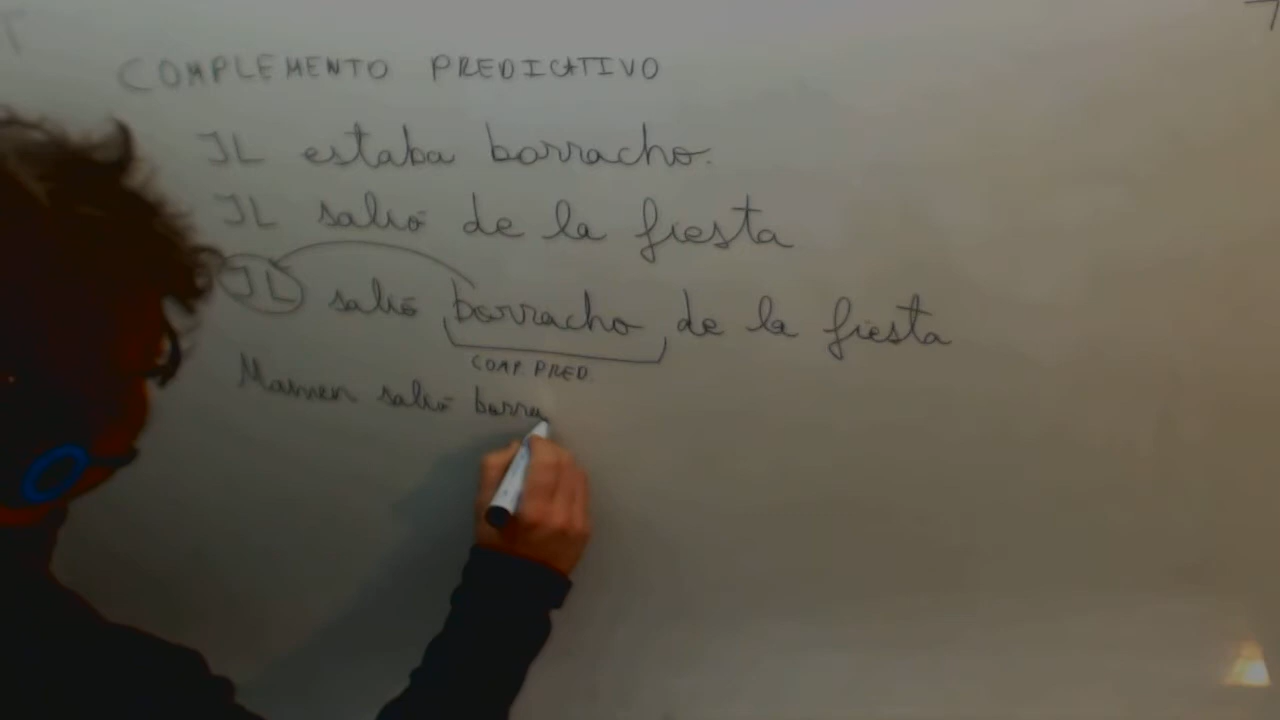 COMPLEMENTO PREDICATIVO
JL estaba borracho.
JL salió de la fiesta
JL salió borracho de la fiesta
COMP. PRED.
Mamen salió borra